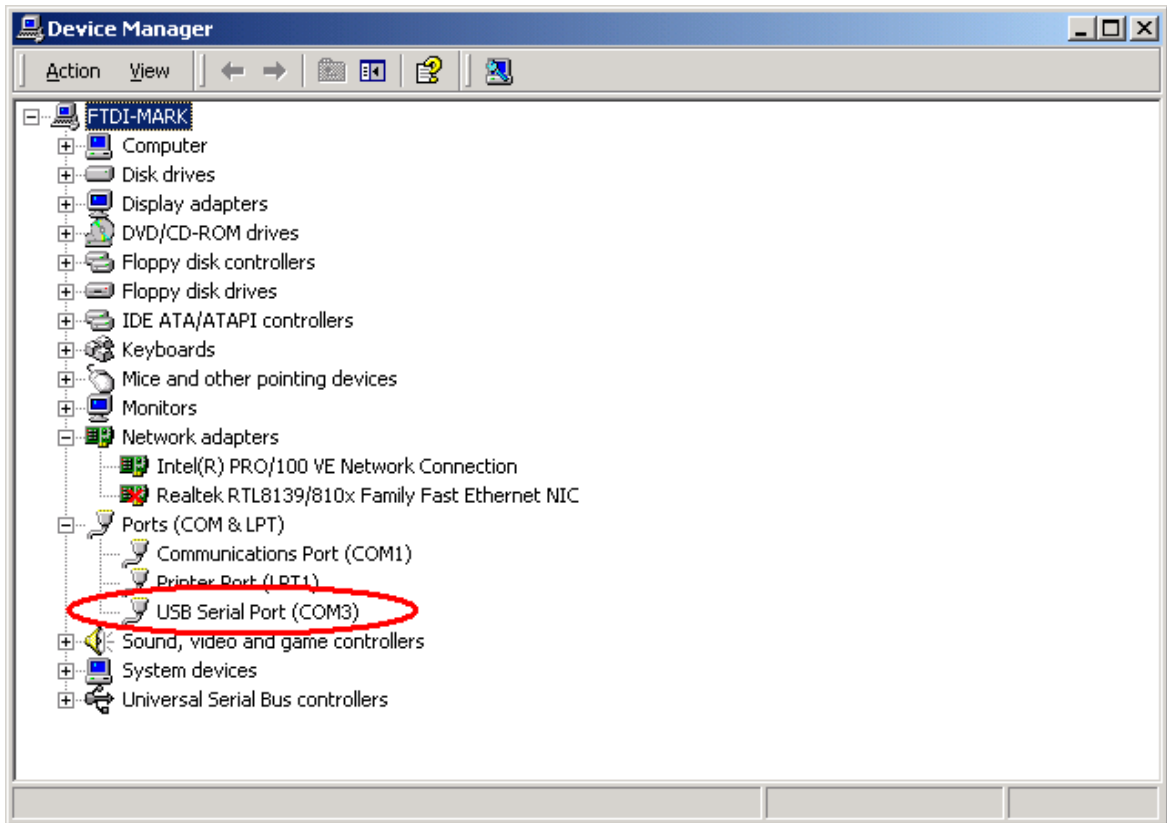 Device Manager
Action View
FTDI-MARK
Computer
Disk drives
Display adapters
DVD/CD-ROM drives
Floppy disk controllers
Floppy disk drives
IDE ATA/ATAPI controllers
Keyboards
Mice and other pointing devices
Monitors
Network adapters
Intel(R) PRO/100 VE Network Connection
Realtek RTL8139/810x Family Fast Ethernet NIC
Ports (COM & LPT)
Communications Port (COM1)
Printer Port (LPT1)
USB Serial Port (COM3)
Sound, video and game controllers
System devices
Universal Serial Bus controllers